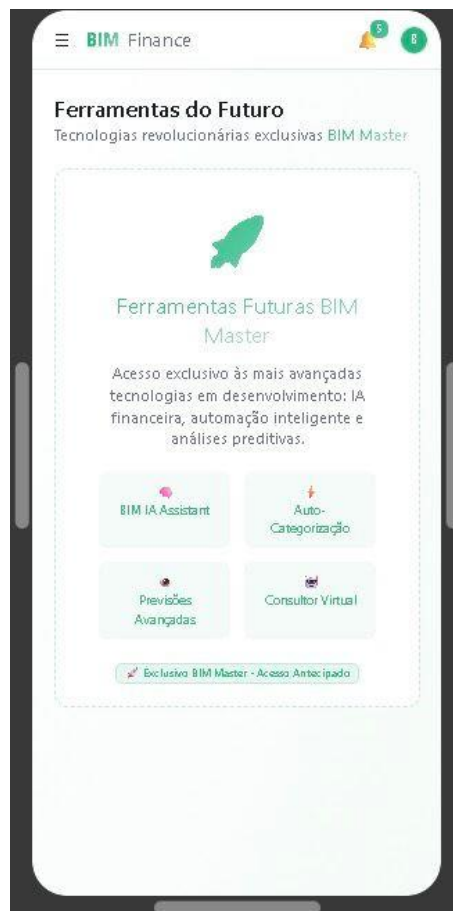 BIM Finance
5
Ferramentas do Futuro
Tecnologias revolucionárias exclusivas BIM Master
Ferramentas Futuras BIM
Master
Acesso exclusivo às mais avançadas
tecnologias em desenvolvimento: IA
financeira, automação inteligente e
análises preditivas.
BIM IA Assistant
Auto-
Categorização
Previsões
Avançadas
Consultor Virtual
Exclusivo BIM Master - Acesso Antecipado